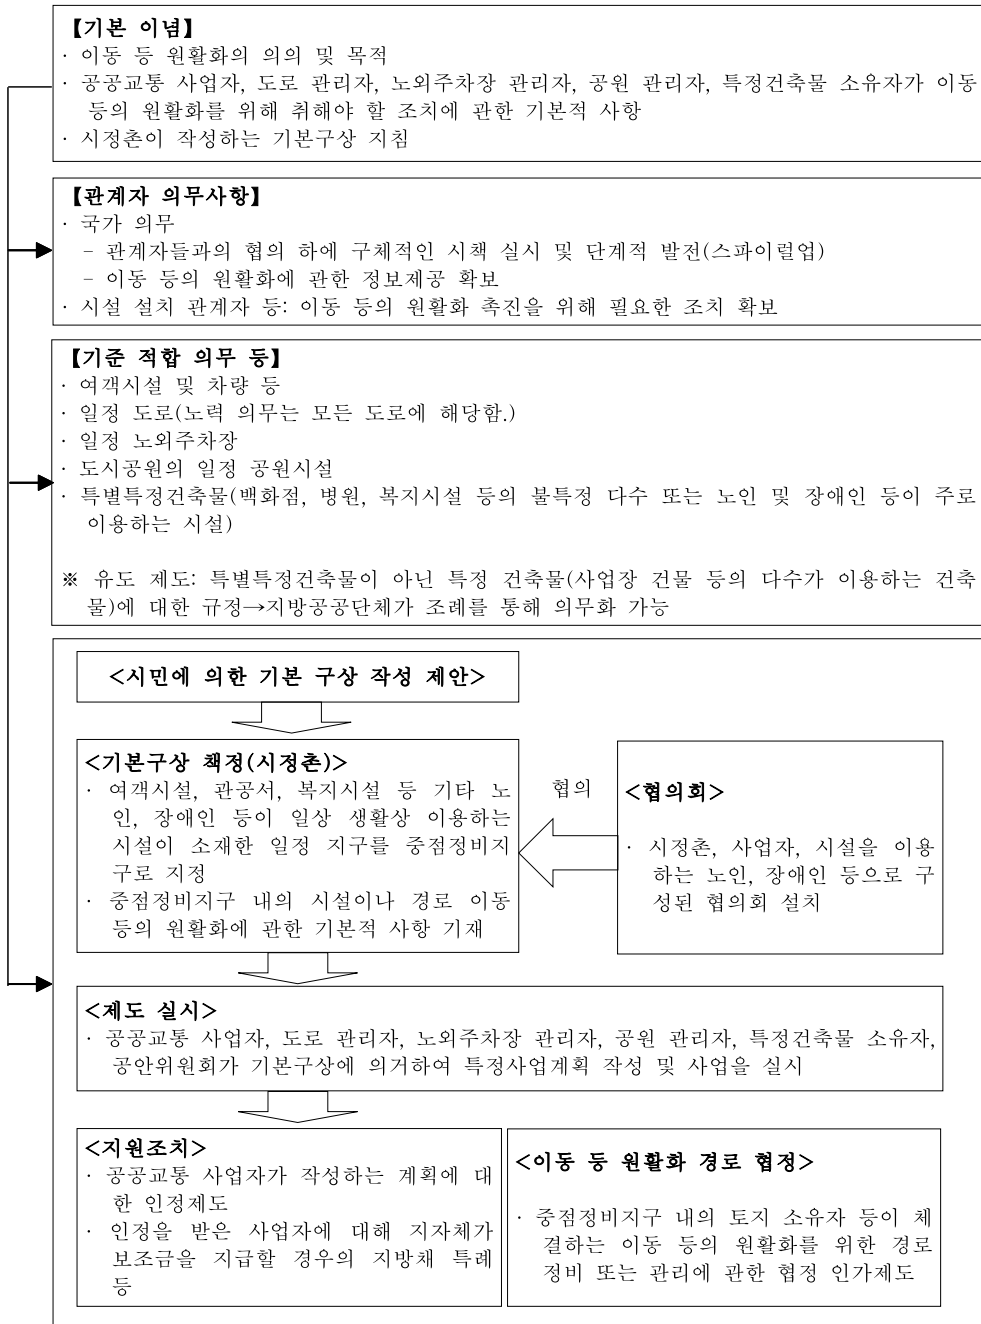 【기본 이념】
· 이동 등 원활화의 의의 및 목적
· 공공교통 사업자, 도로 관리자, 노외주차장 관리자, 공원 관리자, 특정건축물 소유자가 이동
등의 원활화를 위해 취해야 할 조치에 관한 기본적 사항
· 시정촌이 작성하는 기본구상 지침
【관계자 의무사항】
· 국가 의무
– 관계자들과의 협의 하에 구체적인 시책 실시 및 단계적 발전(스파이럴업)
– 이동 등의 원활화에 관한 정보제공 확보
· 시설 설치 관계자 등: 이동 등의 원활화 촉진을 위해 필요한 조치 확보
【기준 적합 의무 등】
· 여객시설 및 차량 등
· 일정 도로(노력 의무는 모든 도로에 해당함.)
· 일정 노외주차장
· 도시공원의 일정 공원시설
· 특별특정건축물(백화점, 병원, 복지시설 등의 불특정 다수 또는 노인 및 장애인 등이 주로
이용하는 시설)
※ 유도 제도: 특별특정건축물이 아닌 특정 건축물(사업장 건물 등의 다수가 이용하는 건축
물)에 대한 규정→지방공공단체가 조례를 통해 의무화 가능
<시민에 의한 기본 구상 작성 제안>
<기본구상 책정(시정촌)>
· 여객시설, 관공서, 복지시설 등 기타 노
인, 장애인 등이 일상 생활상 이용하는
시설이 소재한 일정 지구를 중점정비지
구로 지정
· 중점정비지구 내의 시설이나 경로 이동
등의 원활화에 관한 기본적 사항 기재
협의
<협의회>
· 시정촌, 사업자, 시설을 이용
하는 노인, 장애인 등으로 구
성된 협의회 설치
<제도 실시>
· 공공교통 사업자, 도로 관리자, 노외주차장 관리자, 공원 관리자, 특정건축물 소유자,
공안위원회가 기본구상에 의거하여 특정사업계획 작성 및 사업을 실시
<지원조치>
· 공공교통 사업자가 작성하는 계획에 대
한 인정제도
· 인정을 받은 사업자에 대해 지자체가
보조금을 지급할 경우의 지방채 특례
등
<이동 등 원활화 경로 협정>
· 중점정비지구 내의 토지 소유자 등이 체
결하는 이동 등의 원활화를 위한 경로
정비 또는 관리에 관한 협정 인가제도